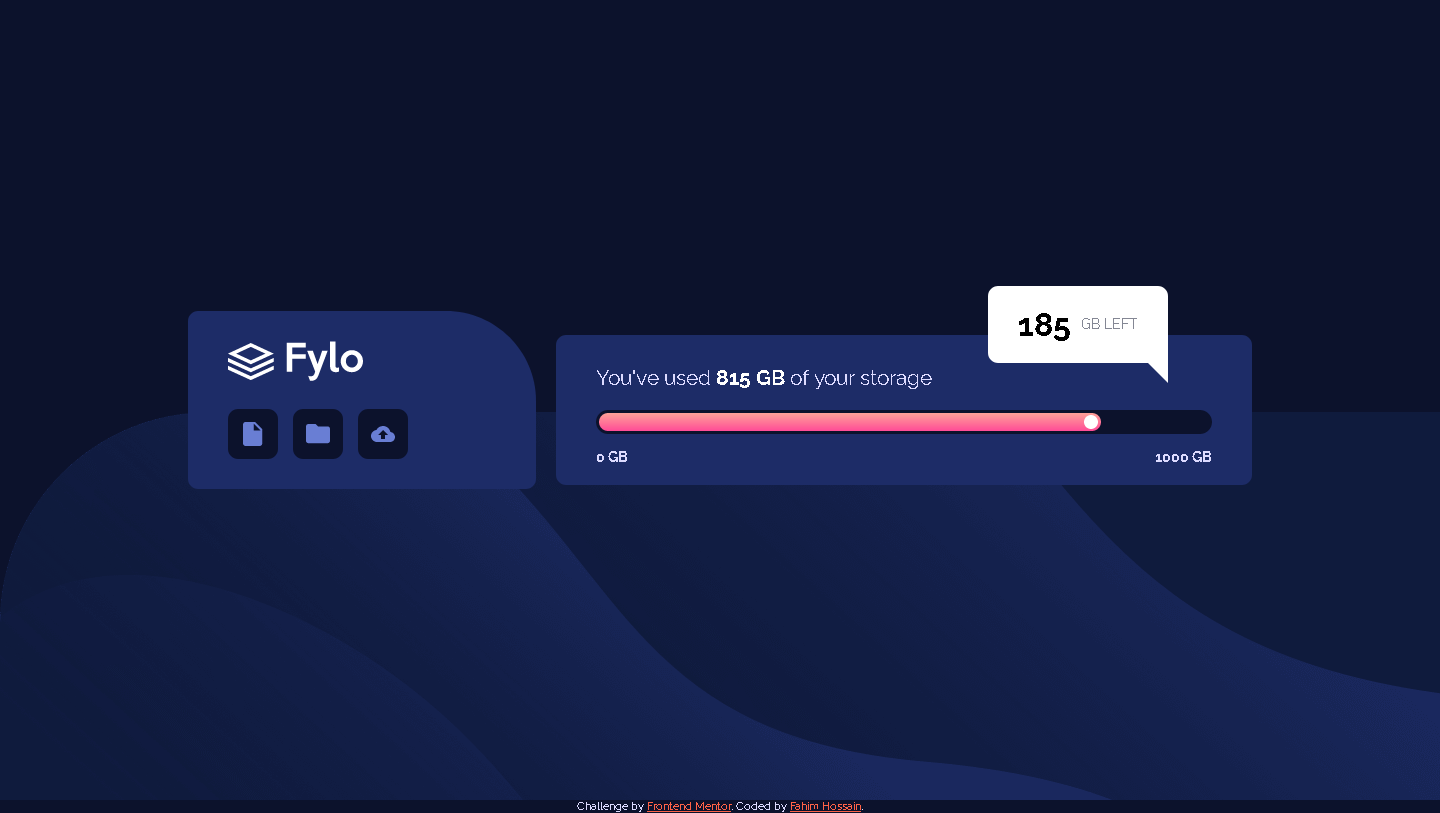 Fylo
185 GB LEFT
You've used 815 GB of your storage
0 GB
1000 GB
Challenge by Frontend Mentor. Coded by Fahim Hossain.